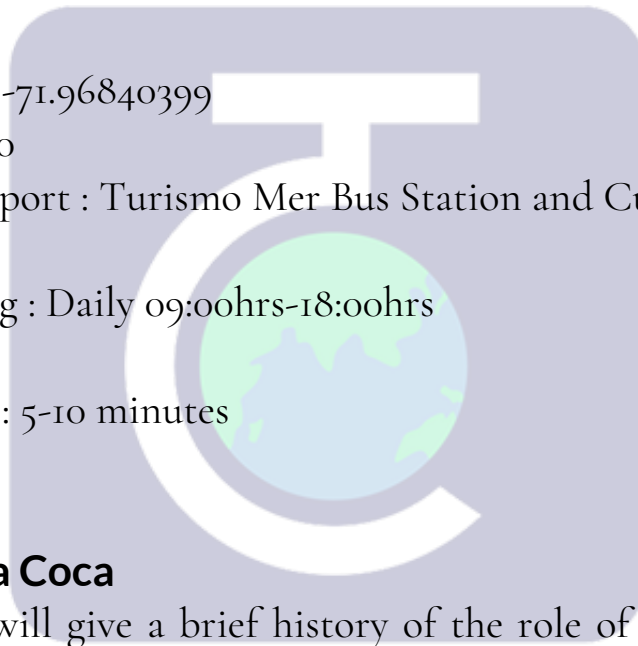 -71.96840399
0
port : Turismo Mer Bus Station and Cu
g : Daily 09:00hrs-18:00hrs
: 5-10 minutes
a Coca
will give a brief history of the role of